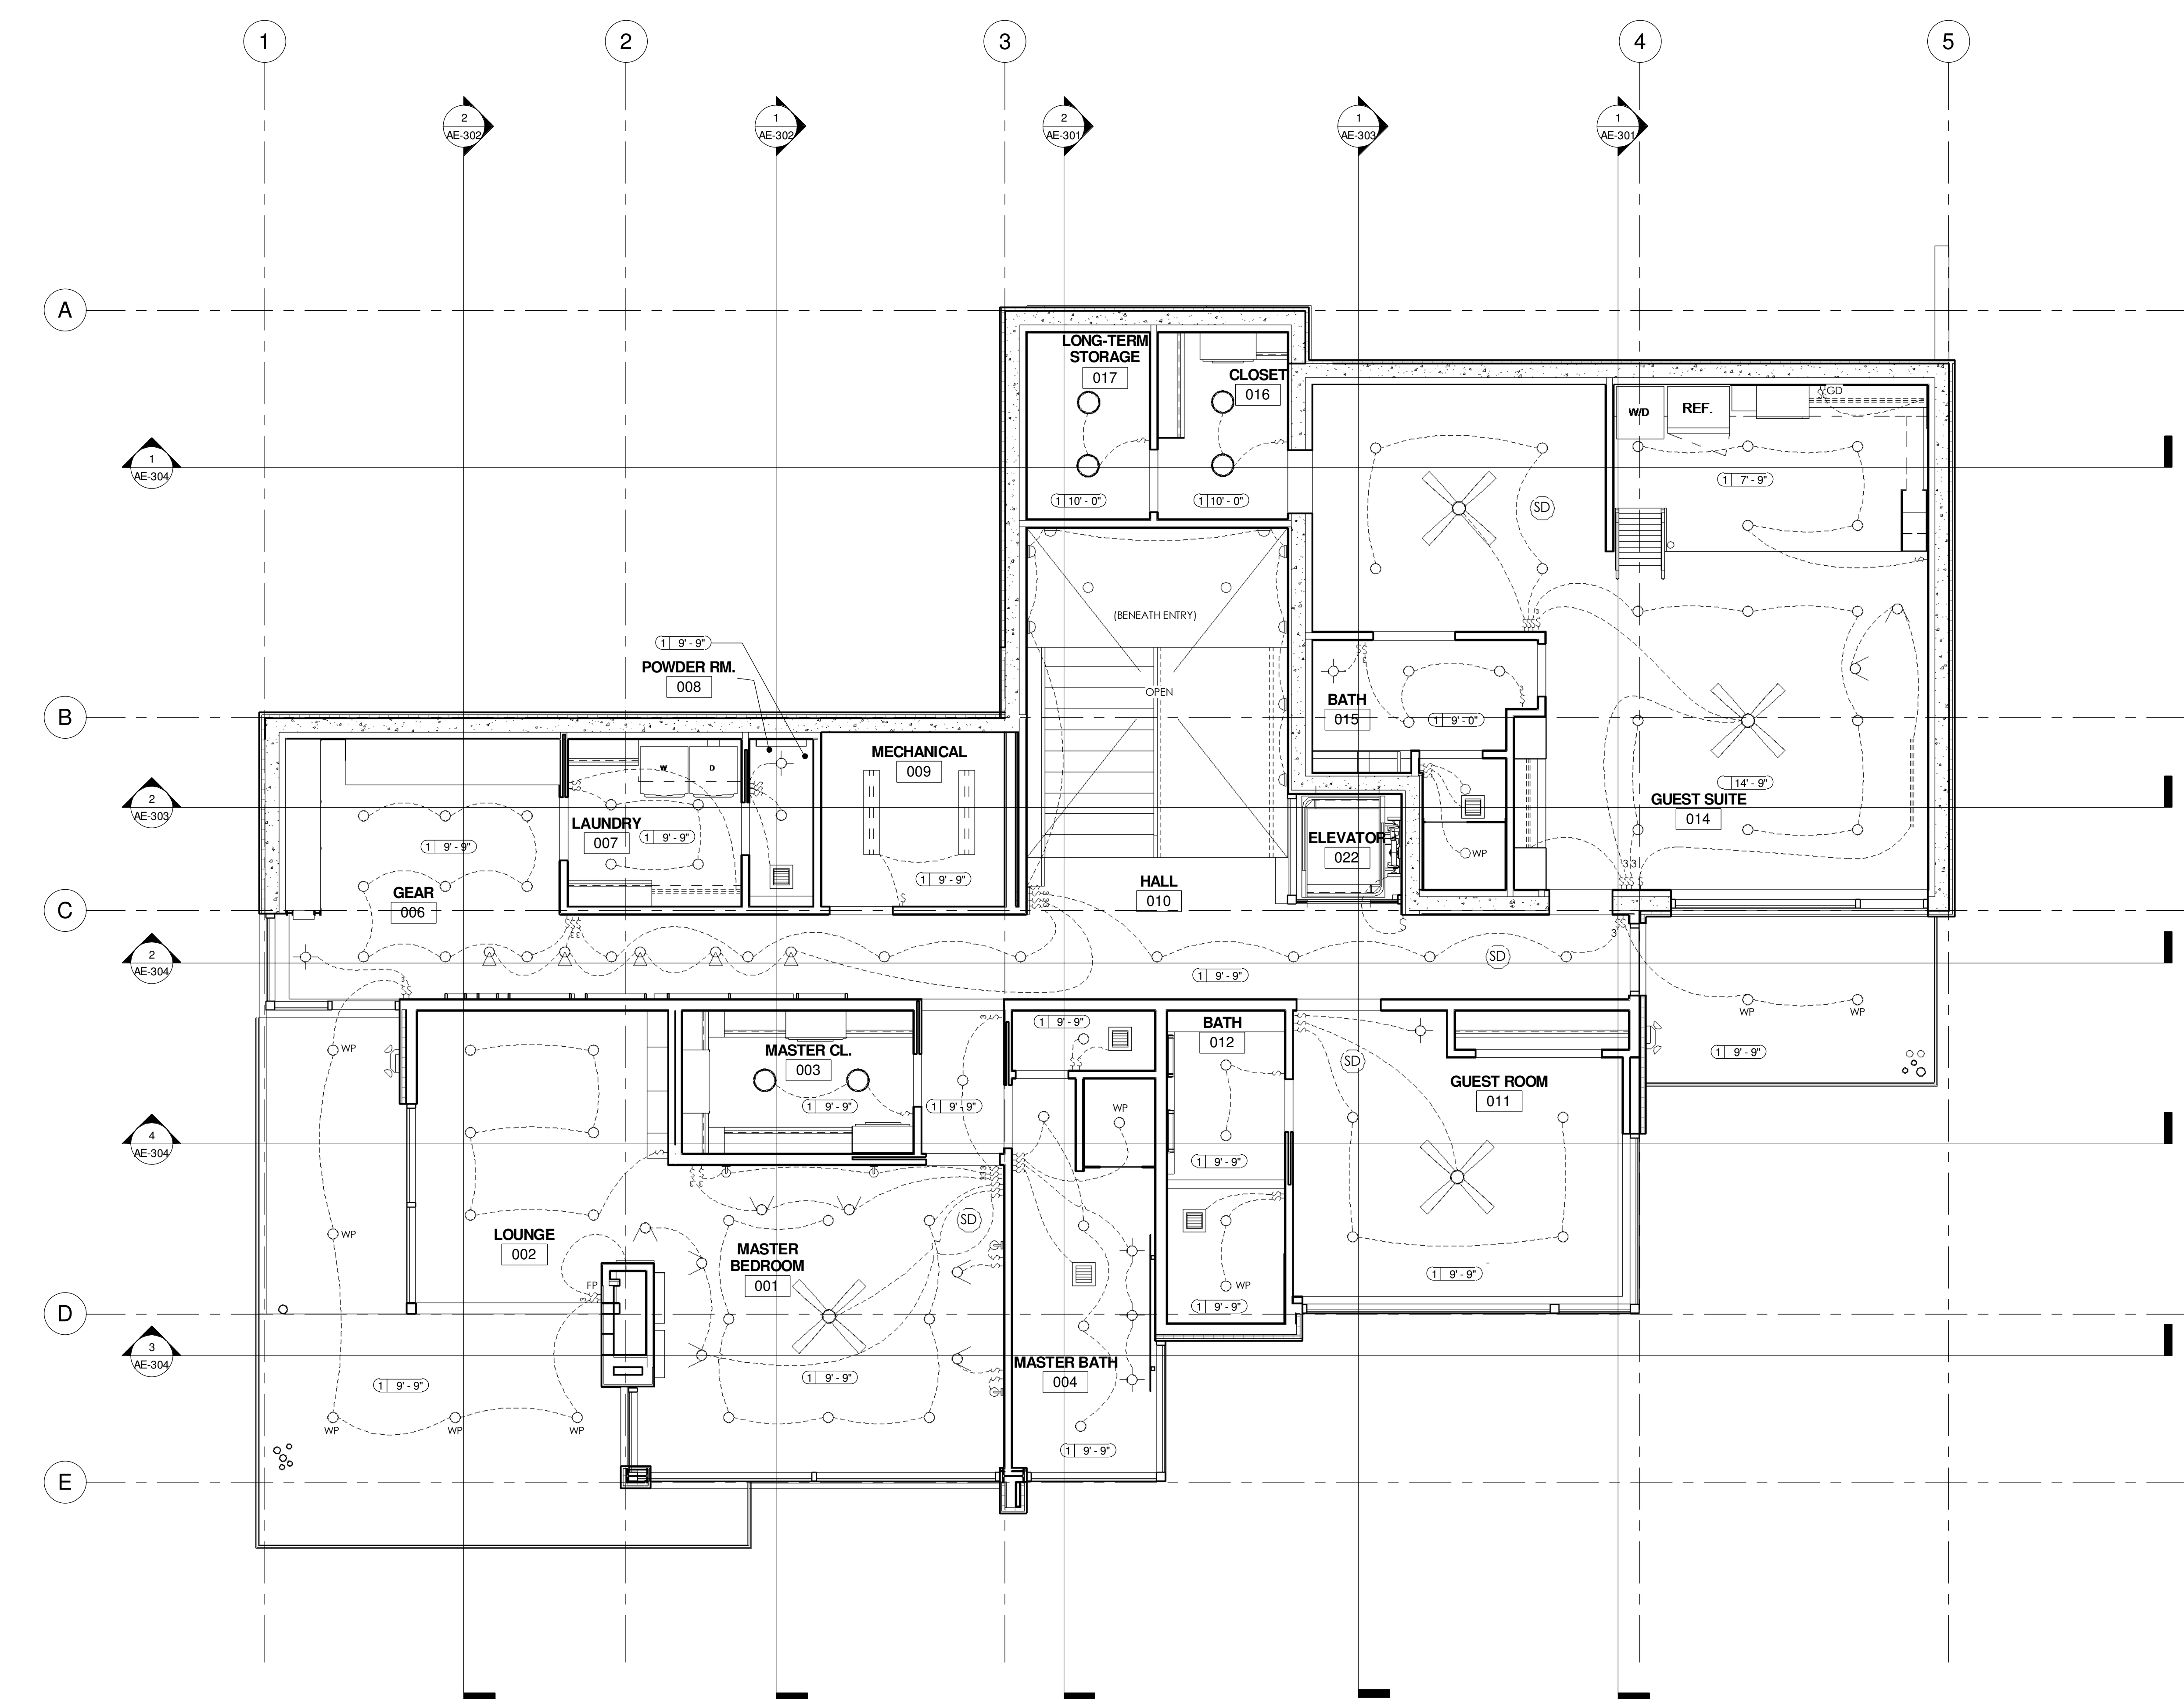 1
2
3
4
5
2
AE-302
1
AE-302
2
AE-301
1
AE-303
1
AE-301
A
LONG-TERM
STORAGE
017
CLOSET
016
W/D
REF.
GD
1
AE-304
1 7' - 9"
1 10' - 0"
1 10' - 0"
SD
(BENEATH ENTRY)
1 9' - 9"
POWDER RM.
008
OPEN
BATH
015
1 9' - 0"
B
MECHANICAL
009
W
D
1 14' - 9"
GUEST SUITE
014
2
AE-303
LAUNDRY
007
1 9' - 9"
1 9' - 9"
ELEVATOR
022
WP
3
3
1 9' - 9"
HALL
010
GEAR
006
C
3
3
3
2
AE-304
SD
1 9' - 9"
WP
WP
3
1 9' - 9"
BATH
012
WP
MASTER CL.
003
SD
1 9' - 9"
GUEST ROOM
011
1 9' - 9"
1 9' - 9"
WP
4
AE-304
1 9' - 9"
SD
WP
LOUNGE
002
MASTER
BEDROOM
001
FP
3
1 9' - 9"
WP
1 9' - 9"
D
3
AE-304
MASTER BATH
004
1 9' - 9"
1 9' - 9"
WP
WP
WP
1 9' - 9"
E